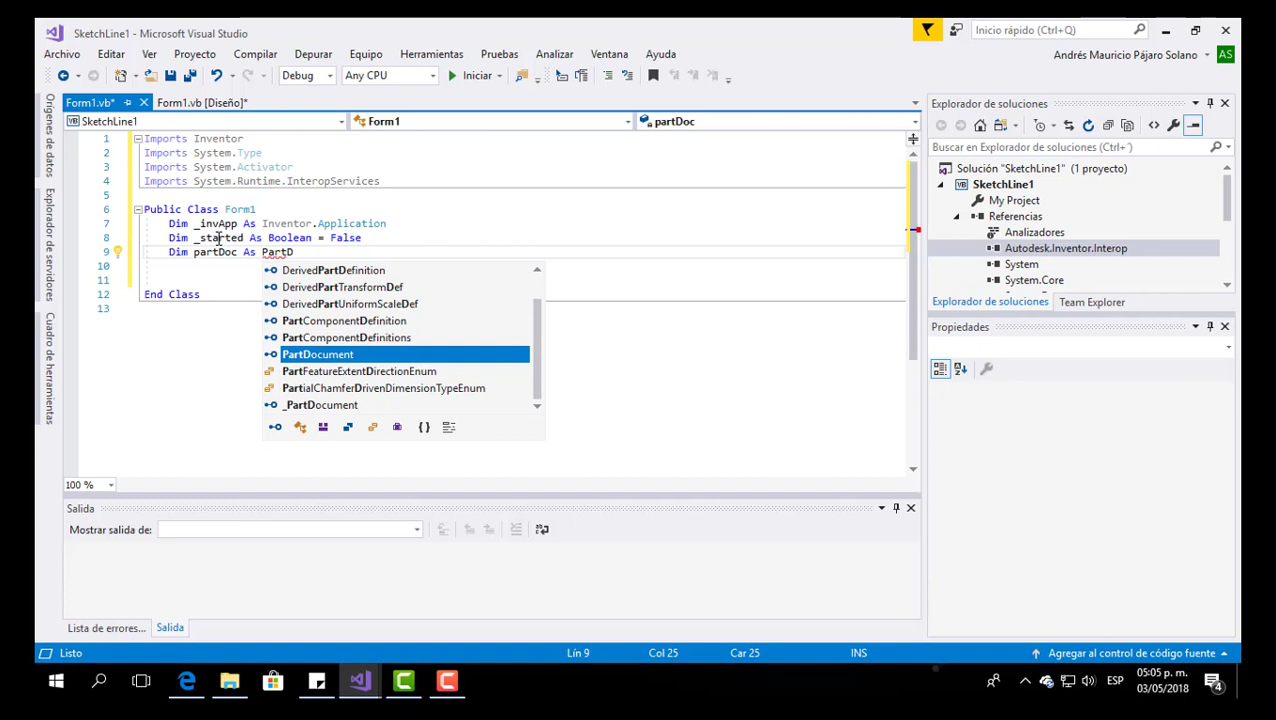 SketchLine1 - Microsoft Visual Studio
Inicio rápido (Ctrl+Q)
Archivo Editar Ver Proyecto Compilar Depurar Equipo Herramientas Pruebas Analizar Ventana Ayuda
Andrés Mauricio Pájaro Solano AS
Debug Any CPU Iniciar
Orígenes de datos
Explorador de servidores
Cuadro de herramientas
Form1.vb* Form1.vb [Diseño]*
SketchLine1 Form1 partDoc
1 Imports Inventor
2 Imports System.Type
3 Imports System.Activator
4 Imports System.Runtime.InteropServices
5
6 Public Class Form1
7 Dim _invApp As Inventor.Application
8 Dim _started As Boolean = False
9 Dim partDoc As PartD
10
11
12 End Class
13
DerivedPartDefinition
DerivedPartTransformDef
DerivedPartUniformScaleDef
PartComponentDefinition
PartComponentDefinitions
PartDocument
PartFeatureExtentDirectionEnum
PartialChamferDrivenDimensionTypeEnum
_PartDocument
100 %
Salida
Mostrar salida de:
Lista de errores... Salida
Explorador de soluciones
Buscar en Explorador de soluciones (Ctrl+´)
Solución "SketchLine1" (1 proyecto)
SketchLine1
My Project
Referencias
Analizadores
Autodesk.Inventor.Interop
System
System.Core
Explorador de soluciones Team Explorer
Propiedades
Listo Lín 9 Col 25 Car 25 INS Agregar al control de código fuente
ESP
05:05 p. m.
03/05/2018
4